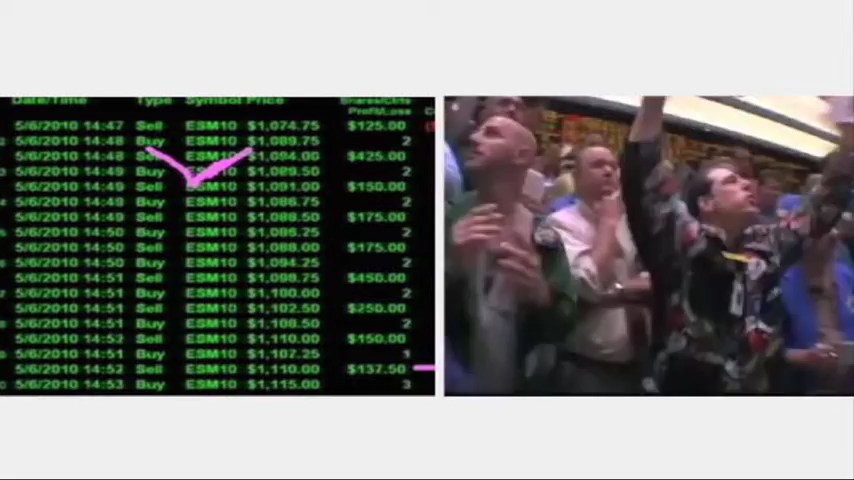 Date/Time Type Symbol Price Shares/Ctrts
Profit/Loss
5/6/2010 14:47 Sell ESM10 $1,074.75 $125.00
5/6/2010 14:48 Buy ESM10 $1,089.75 2
5/6/2010 14:48 Sell ESM10 $1,094.00 $425.00
5/6/2010 14:49 Buy ESM10 $1,089.50 2
5/6/2010 14:49 Sell ESM10 $1,091.00 $150.00
5/6/2010 14:49 Buy ESM10 $1,086.75 2
5/6/2010 14:49 Sell ESM10 $1,088.50 $175.00
5/6/2010 14:50 Buy ESM10 $1,086.25 2
5/6/2010 14:50 Sell ESM10 $1,088.00 $175.00
5/6/2010 14:50 Buy ESM10 $1,094.25 2
5/6/2010 14:51 Sell ESM10 $1,098.75 $450.00
5/6/2010 14:51 Buy ESM10 $1,100.00 2
5/6/2010 14:51 Sell ESM10 $1,102.50 $250.00
5/6/2010 14:51 Buy ESM10 $1,108.50 2
5/6/2010 14:52 Sell ESM10 $1,110.00 $150.00
5/6/2010 14:51 Buy ESM10 $1,107.25 1
5/6/2010 14:52 Sell ESM10 $1,110.00 $137.50
5/6/2010 14:53 Buy ESM10 $1,115.00 3